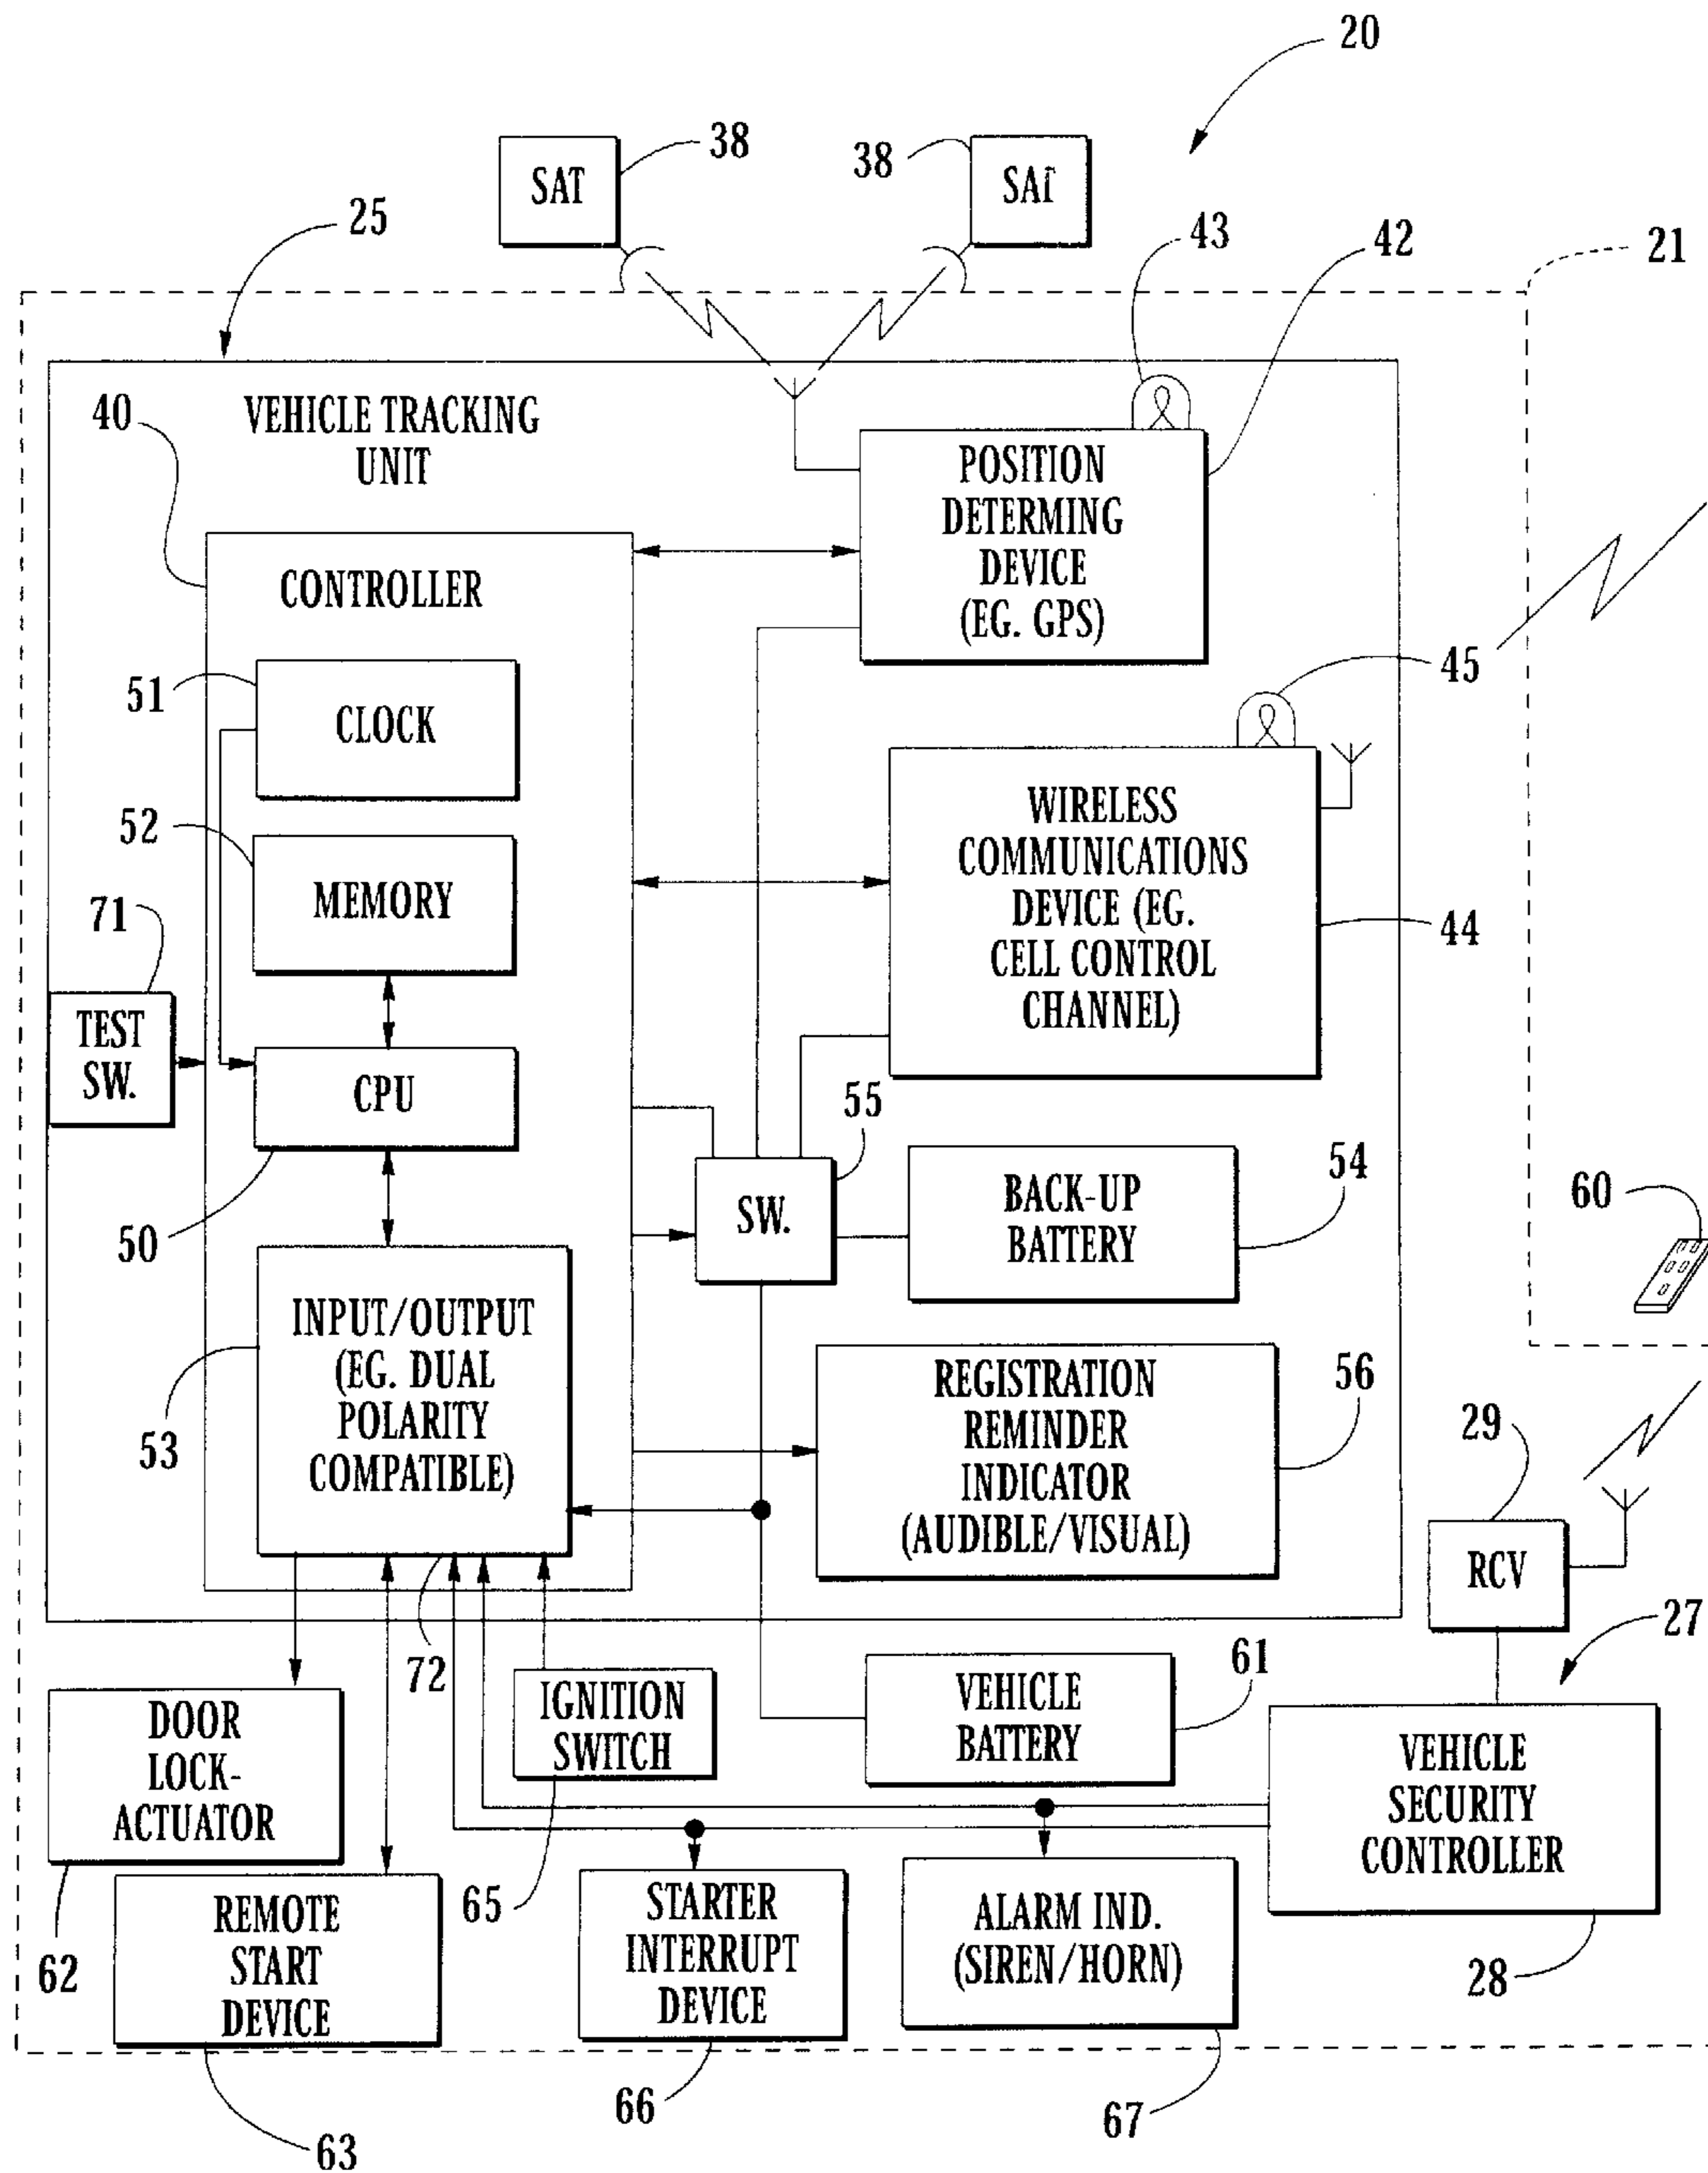 20
SAT
38
38
SAT
25
43
42
21
40
VEHICLE TRACKING
UNIT
POSITION
DETERMING
DEVICE
(EG. GPS)
CONTROLLER
51
CLOCK
45
52
MEMORY
WIRELESS
COMMUNICATIONS
DEVICE (EG.
CELL CONTROL
CHANNEL)
44
71
TEST
SW.
CPU
50
55
SW.
BACK-UP
BATTERY
54
60
INPUT/OUTPUT
(EG. DUAL
POLARITY
COMPATIBLE)
53
REGISTRATION
REMINDER
INDICATOR
(AUDIBLE/VISUAL)
56
29
RCV
27
72
IGNITION
SWITCH
65
VEHICLE
BATTERY
61
DOOR
LOCK-
ACTUATOR
62
VEHICLE
SECURITY
CONTROLLER
28
REMOTE
START
DEVICE
63
STARTER
INTERRUPT
DEVICE
66
ALARM IND.
(SIREN/HORN)
67